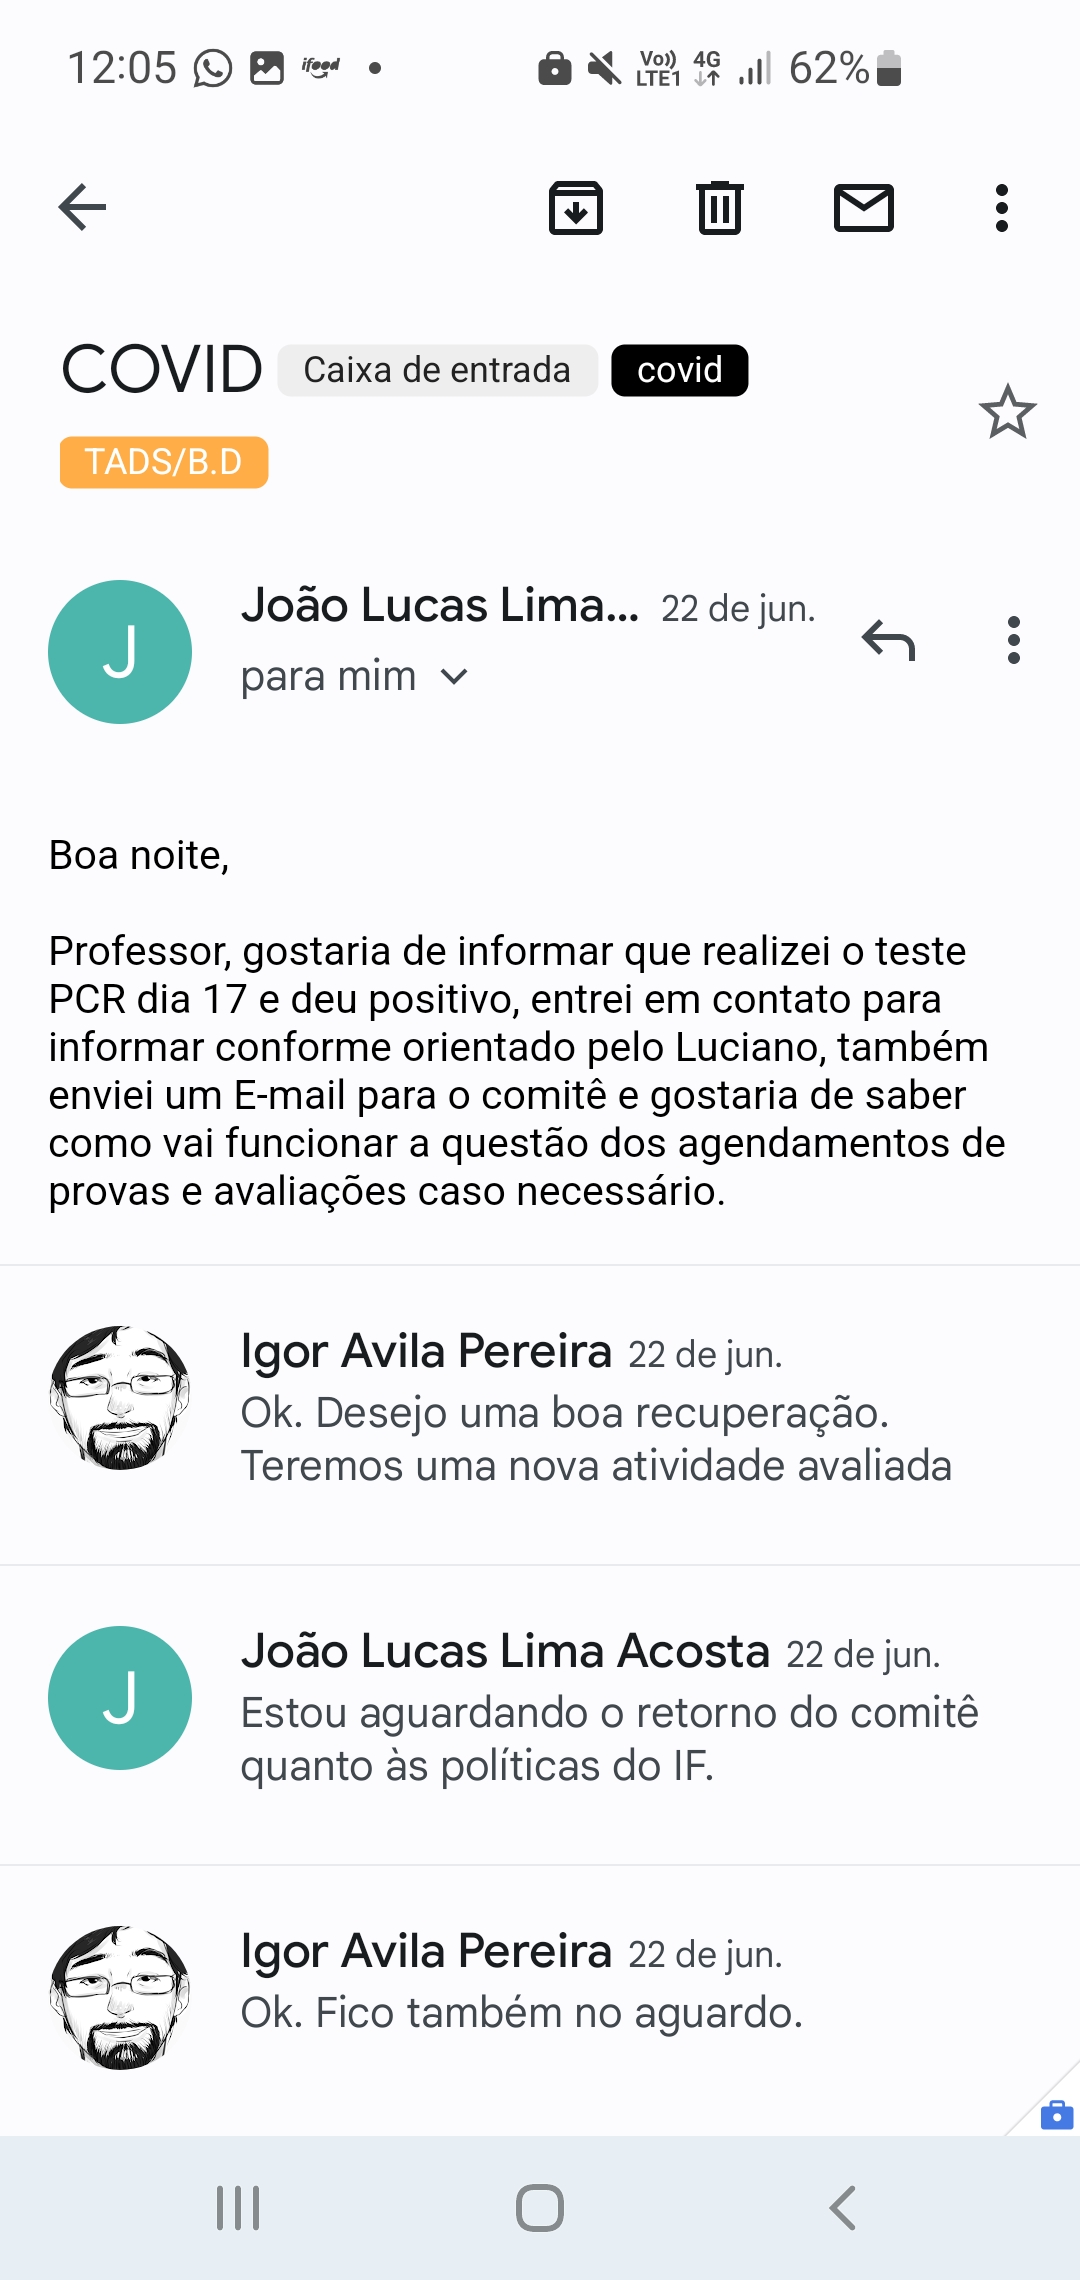 12:05 ifood Vo)) LTE1 4G 62%
COVID Caixa de entrada covid
TADS/B.D
J
João Lucas Lima... 22 de jun.
para mim
Boa noite,
Professor, gostaria de informar que realizei o teste
PCR dia 17 e deu positivo, entrei em contato para
informar conforme orientado pelo Luciano, também
enviei um E-mail para o comitê e gostaria de saber
como vai funcionar a questão dos agendamentos de
provas e avaliações caso necessário.
Igor Avila Pereira 22 de jun.
Ok. Desejo uma boa recuperação.
Teremos uma nova atividade avaliada
J
João Lucas Lima Acosta 22 de jun.
Estou aguardando o retorno do comitê
quanto às políticas do IF.
Igor Avila Pereira 22 de jun.
Ok. Fico também no aguardo.